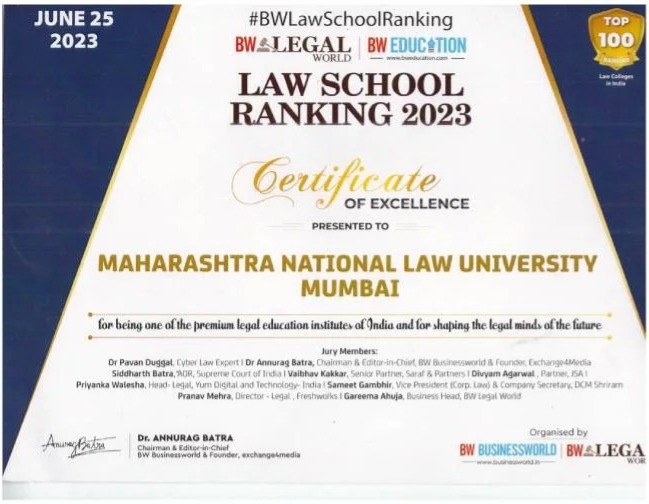 JUNE 25
2023
#BWLawSchoolRanking
BW LEGAL
WORLD
BW EDUCATION
www.bweducation.com
TOP
100
Law Colleges
in India
LAW SCHOOL
RANKING 2023
Certificate
OF EXCELLENCE
PRESENTED TO
MAHARASHTRA NATIONAL LAW UNIVERSITY
MUMBAI
for being one of the premium legal education institutes of India and for shaping the legal minds of the future
Jury Members:
Dr Pavan Duggal, Cyber Law Expert | Dr Annurag Batra, Chairman & Editor-in-Chief, BW Businessworld & Founder, Exchange4Media
Siddharth Batra, AOR, Supreme Court of India | Vaibhav Kakkar, Senior Partner, Saraf & Partners | Divyam Agarwal, Partner, JSA |
Priyanka Walesha, Head- Legal, Yum Digital and Technology- India | Sameet Gambhir, Vice President (Corp. Law) & Company Secretary, DCM Shriram
Pranav Mehra, Director - Legal, Freshworks | Gareema Ahuja, Business Head, BW Legal World
Dr. ANNURAG BATRA
Chairman & Editor-in-Chief
BW Businessworld & Founder, exchange4media
Organised by
BW BUSINESSWORLD
www.businessworld.in
BW LEGA
WOR